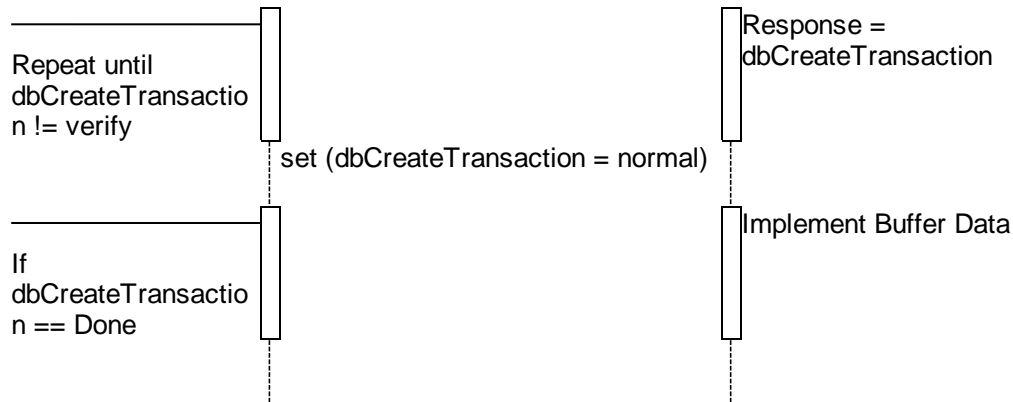 Response =
dbCreateTransaction
Repeat until
dbCreateTransactio
n != verify
set (dbCreateTransaction = normal)
Implement Buffer Data
If
dbCreateTransactio
n == Done